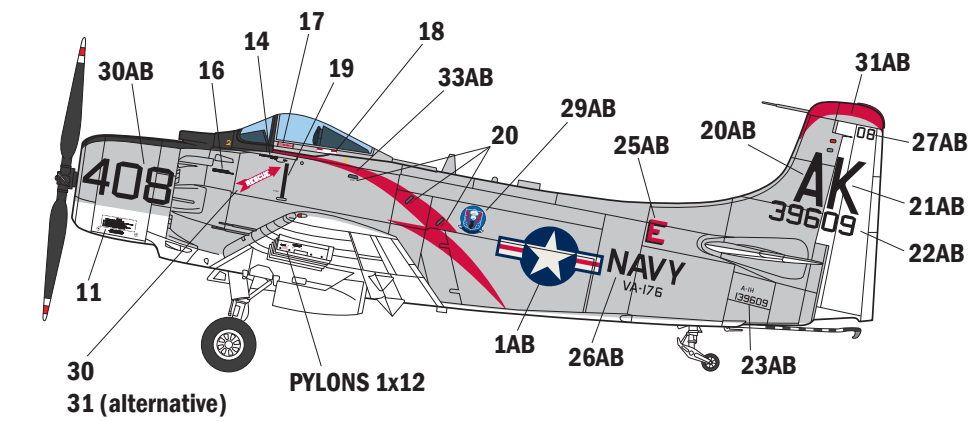 17
14
18
16
19
30AB
33AB
29AB
31AB
20
20AB
27AB
25AB
08
408
RESCUE
AK
39609
21AB
E
22AB
NAVY
VA-176
A-1H
139609
11
1AB
26AB
23AB
30
31 (alternative)
PYLONS 1x12
2